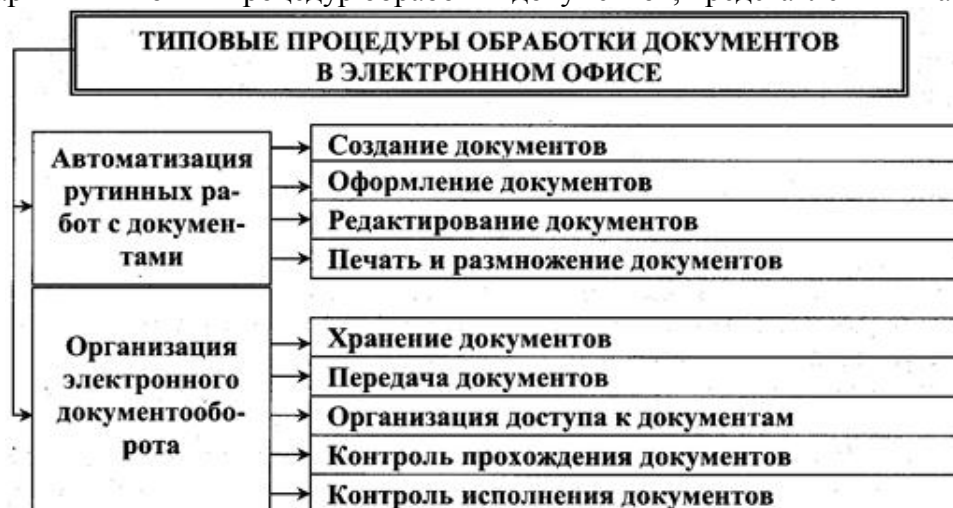 ТИПОВЫЕ ПРОЦЕДУРЫ ОБРАБОТКИ ДОКУМЕНТОВ
В ЭЛЕКТРОННОМ ОФИСЕ
Автоматизация
рутинных ра-
бот с докумен-
тами
Создание документов
Оформление документов
Редактирование документов
Печать и размножение документов
Организация
электронного
документообо-
рота
Хранение документов
Передача документов
Организация доступа к документам
Контроль прохождения документов
Контроль исполнения документов